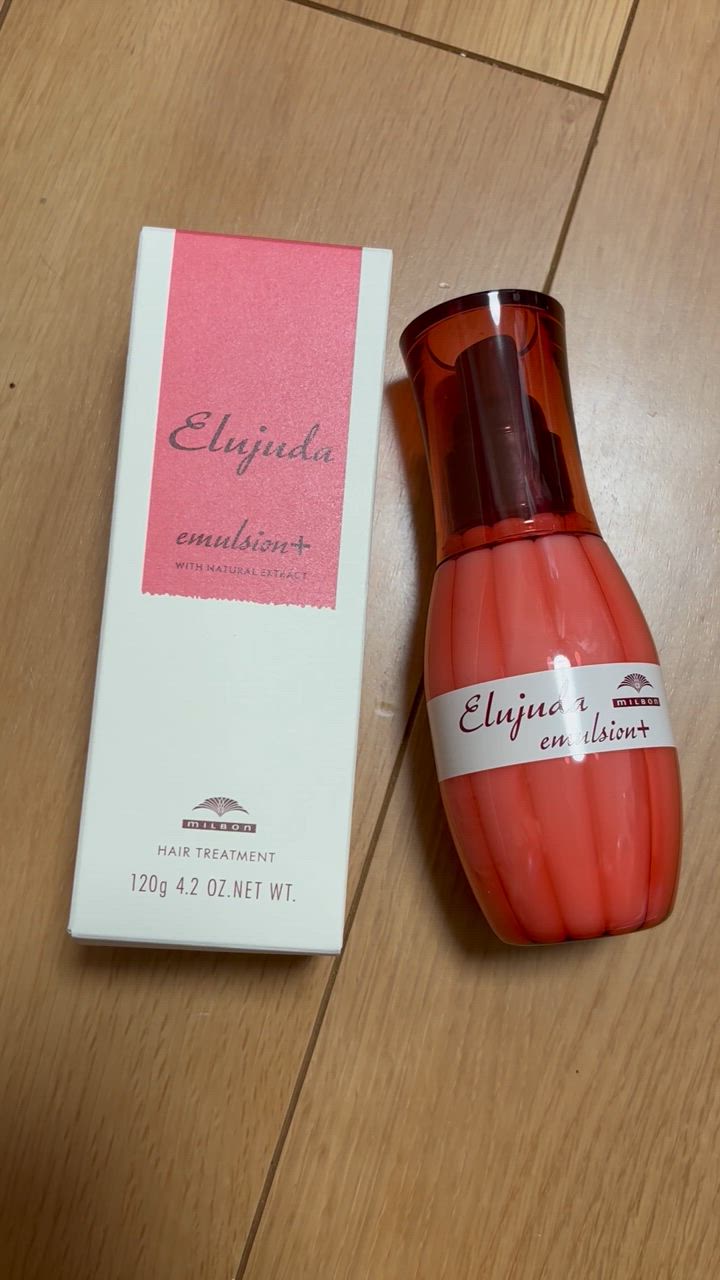 Elujuda
emulsion+
WITH NATURAL EXTRACT
MILBON
HAIR TREATMENT
120g 4.2 OZ.NET WT.
Elujuda
MILBON
emulsion+